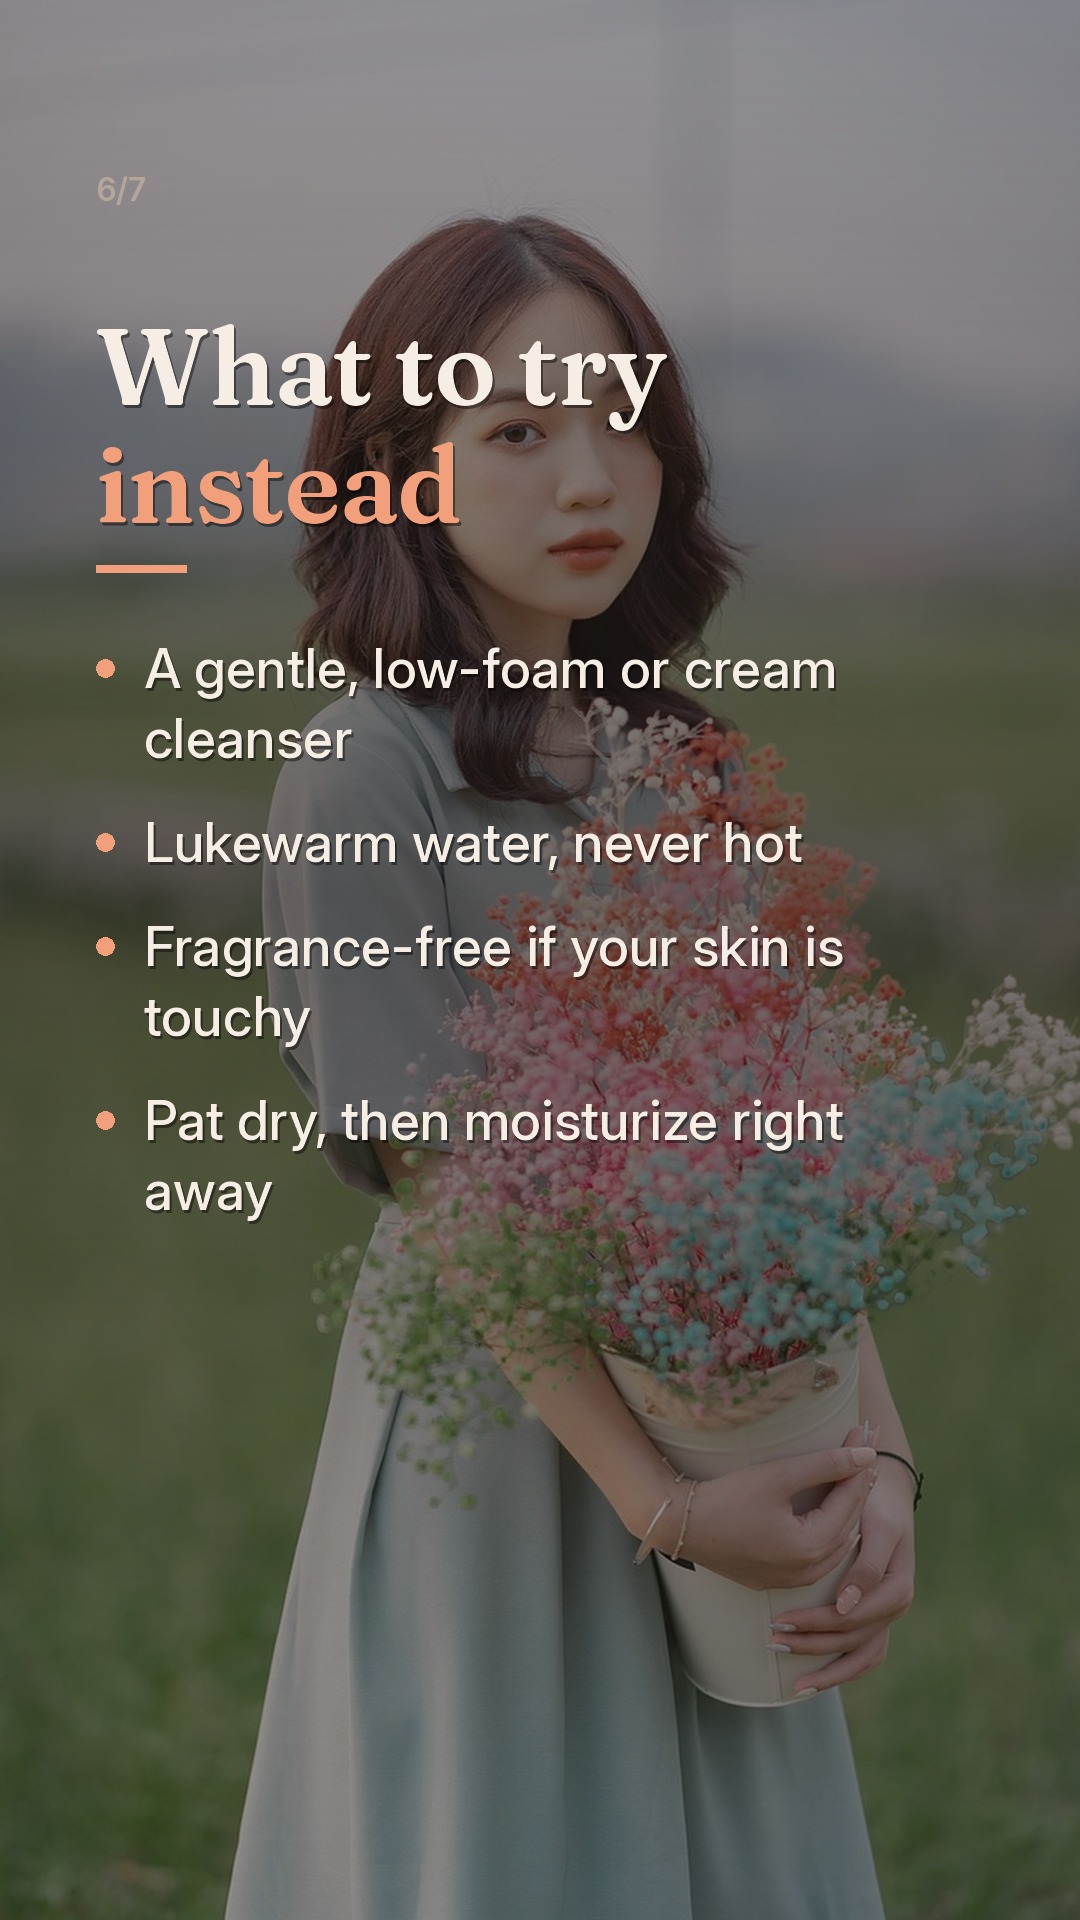 6/7
What to try
instead
A gentle, low-foam or cream
cleanser
Lukewarm water, never hot
Fragrance-free if your skin is
touchy
Pat dry, then moisturize right
away